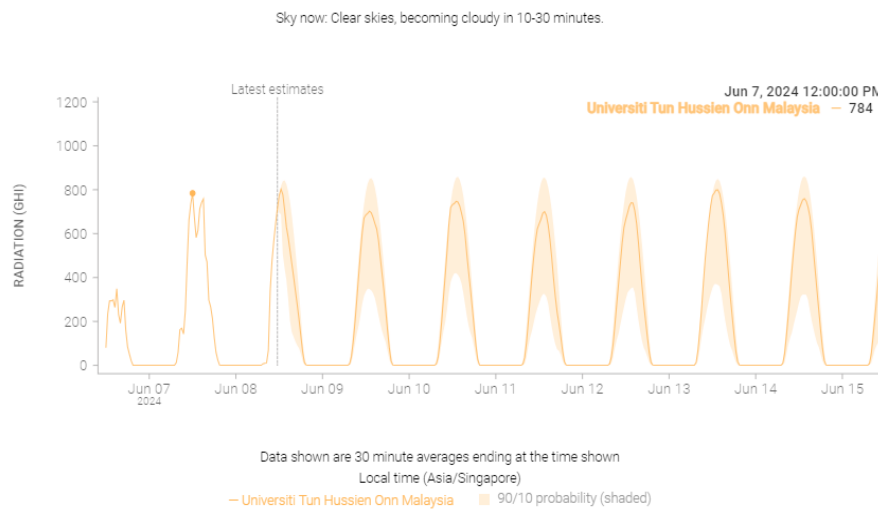 Sky now: Clear skies, becoming cloudy in 10-30 minutes.
Latest estimates
Jun 7, 2024 12:00:00 PM
Universiti Tun Hussien Onn Malaysia — 784
RADIATION (GHI)
1200
1000
800
600
400
200
0
Jun 07 Jun 08 Jun 09 Jun 10 Jun 11 Jun 12 Jun 13 Jun 14 Jun 15
2024
Data shown are 30 minute averages ending at the time shown
Local time (Asia/Singapore)
— Universiti Tun Hussien Onn Malaysia 90/10 probability (shaded)